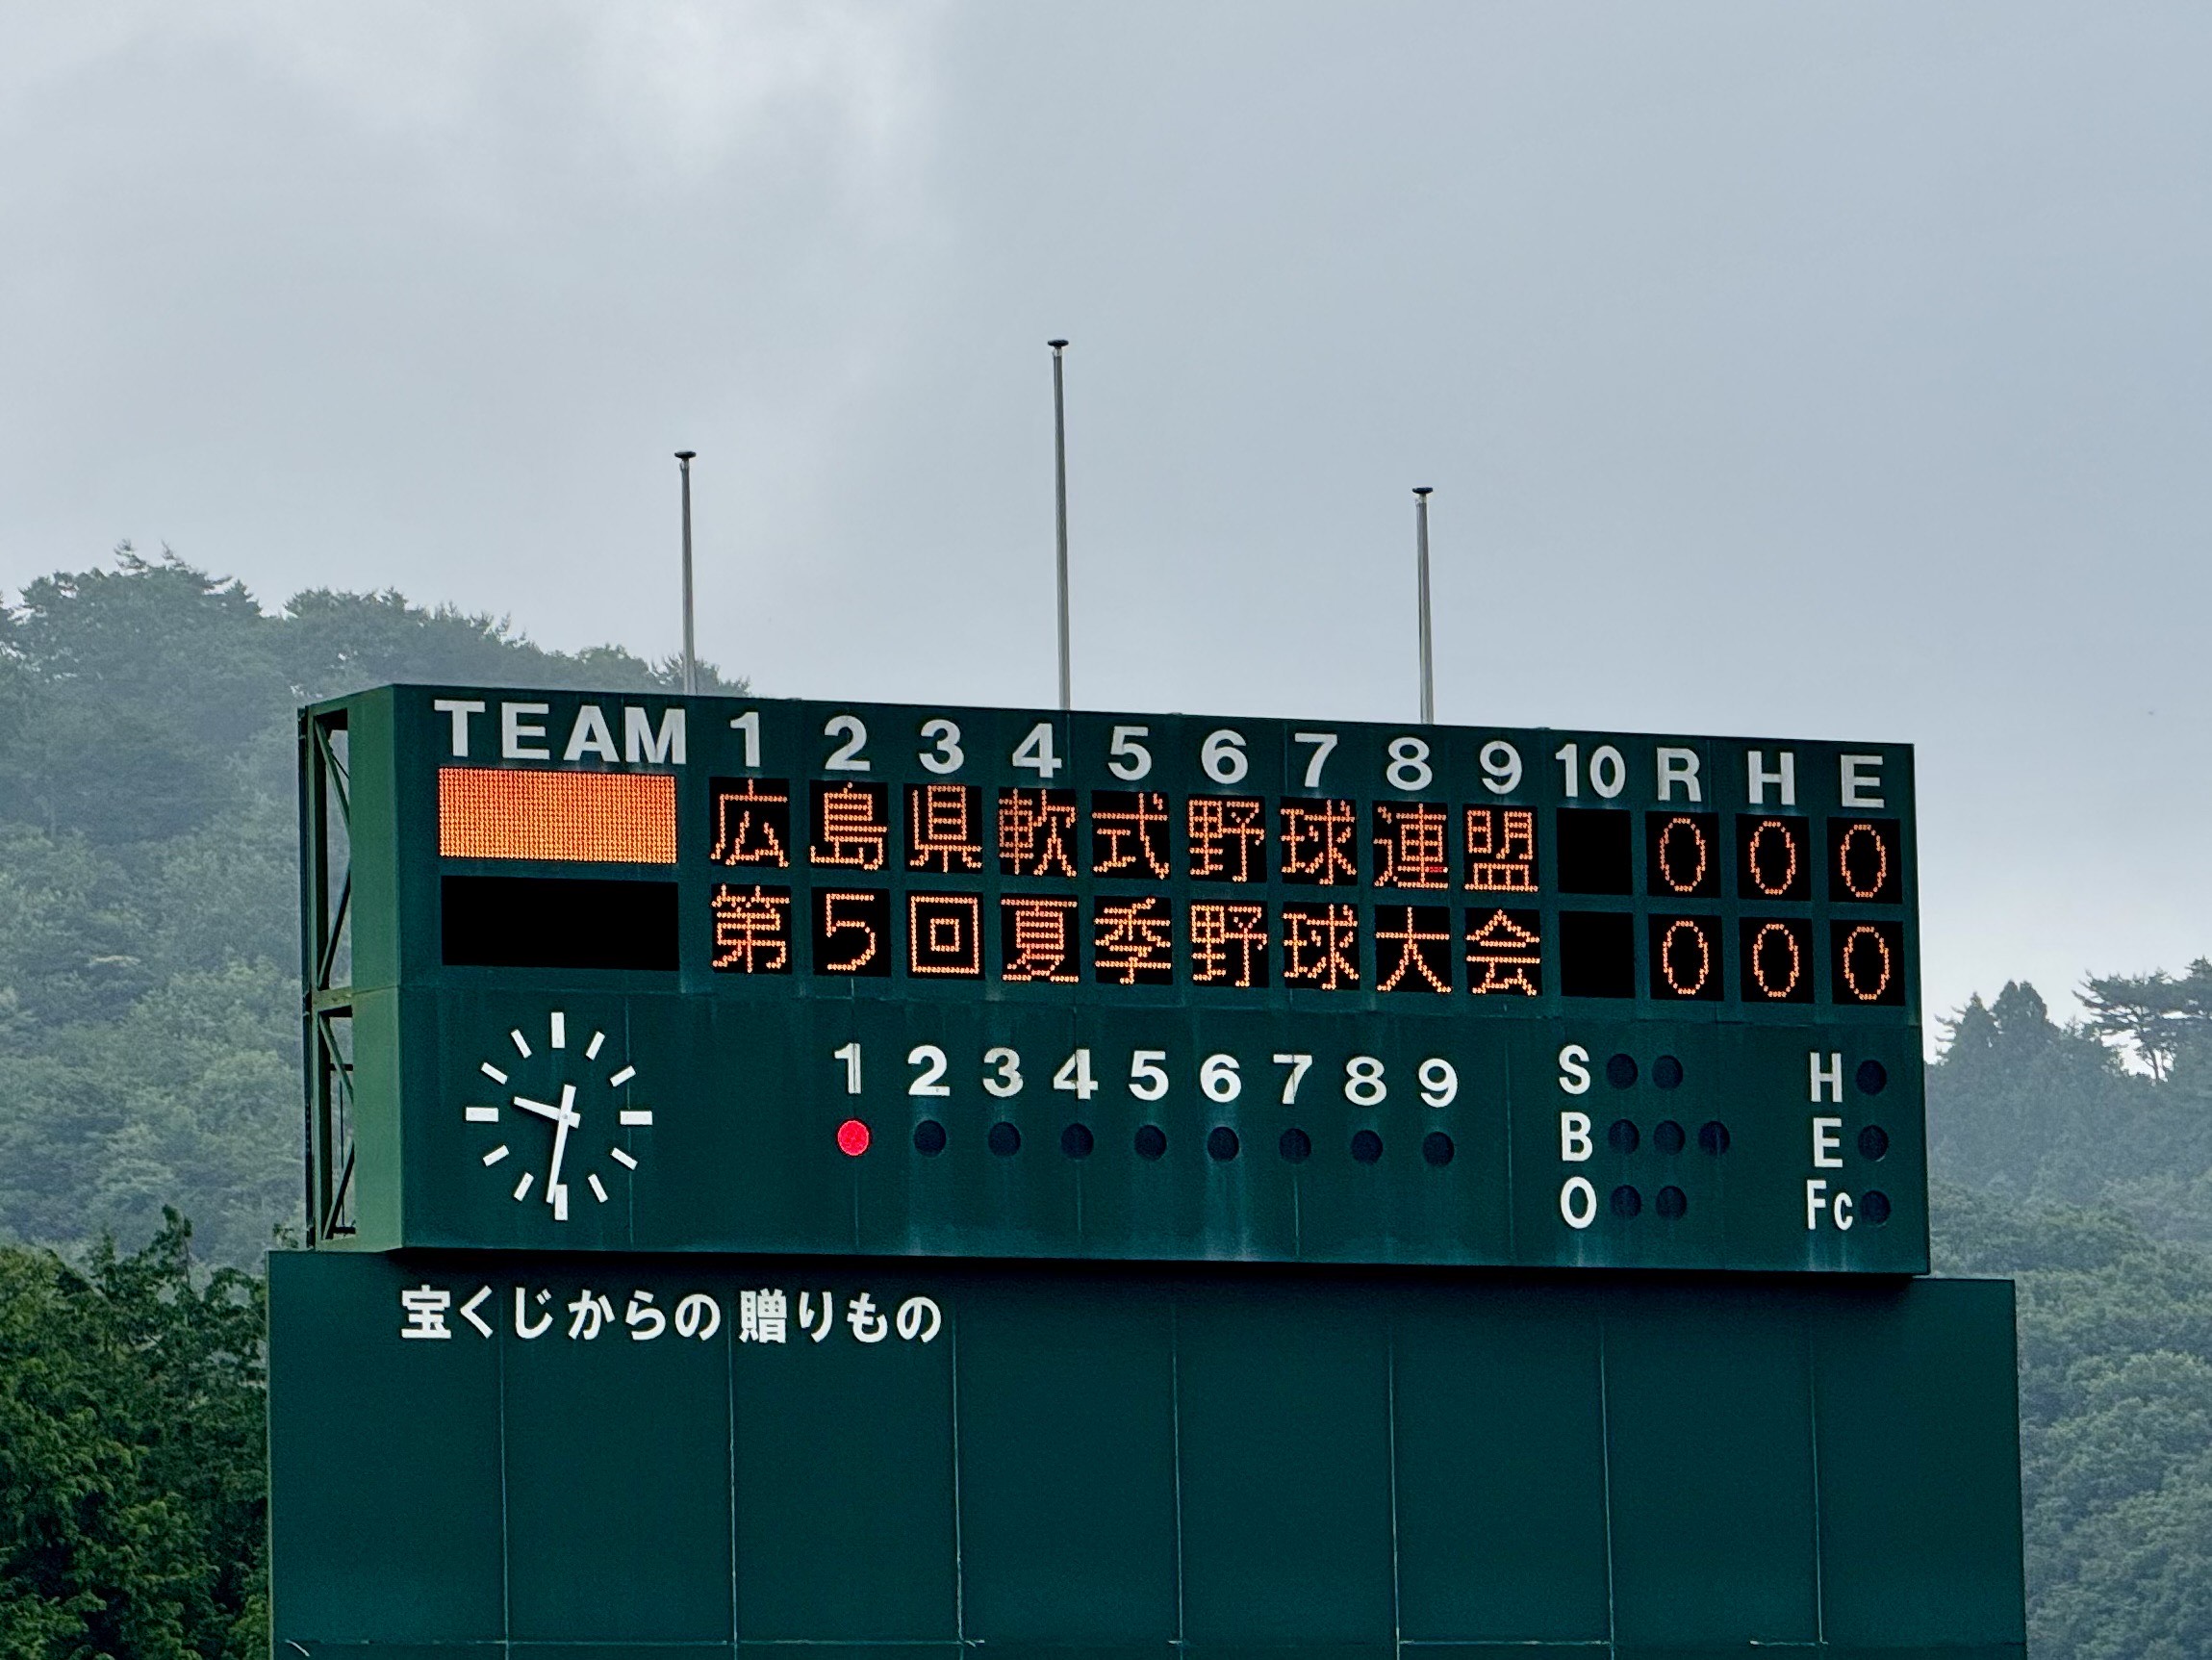 TEAM 1 2 3 4 5 6 7 8 9 10 R H E
広島県軟式野球連盟 0 0 0
第5回夏季野球大会 0 0 0
1 2 3 4 5 6 7 8 9
S H
B E
O Fc
宝くじからの贈りもの